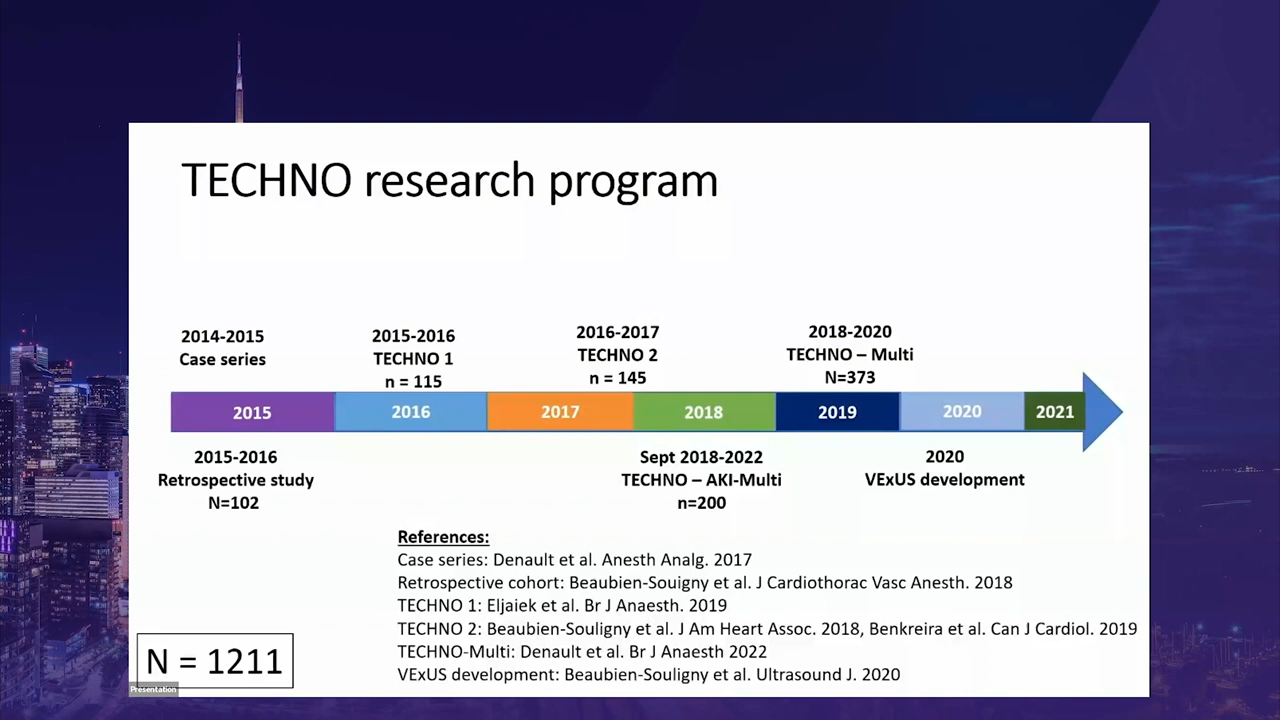 TECHNO research program
2014-2015
Case series
2015-2016
TECHNO 1
n = 115
2016-2017
TECHNO 2
n = 145
2018-2020
TECHNO – Multi
N=373
2015
2016
2017
2018
2019
2020
2021
2015-2016
Retrospective study
N=102
Sept 2018-2022
TECHNO – AKI-Multi
n=200
2020
VExUS development
References:
Case series: Denault et al. Anesth Analg. 2017
Retrospective cohort: Beaubien-Souigny et al. J Cardiothorac Vasc Anesth. 2018
TECHNO 1: Eljaiek et al. Br J Anaesth. 2019
TECHNO 2: Beaubien-Souligny et al. J Am Heart Assoc. 2018, Benkreira et al. Can J Cardiol. 2019
TECHNO-Multi: Denault et al. Br J Anaesth 2022
VExUS development: Beaubien-Souligny et al. Ultrasound J. 2020
N = 1211
Presentation